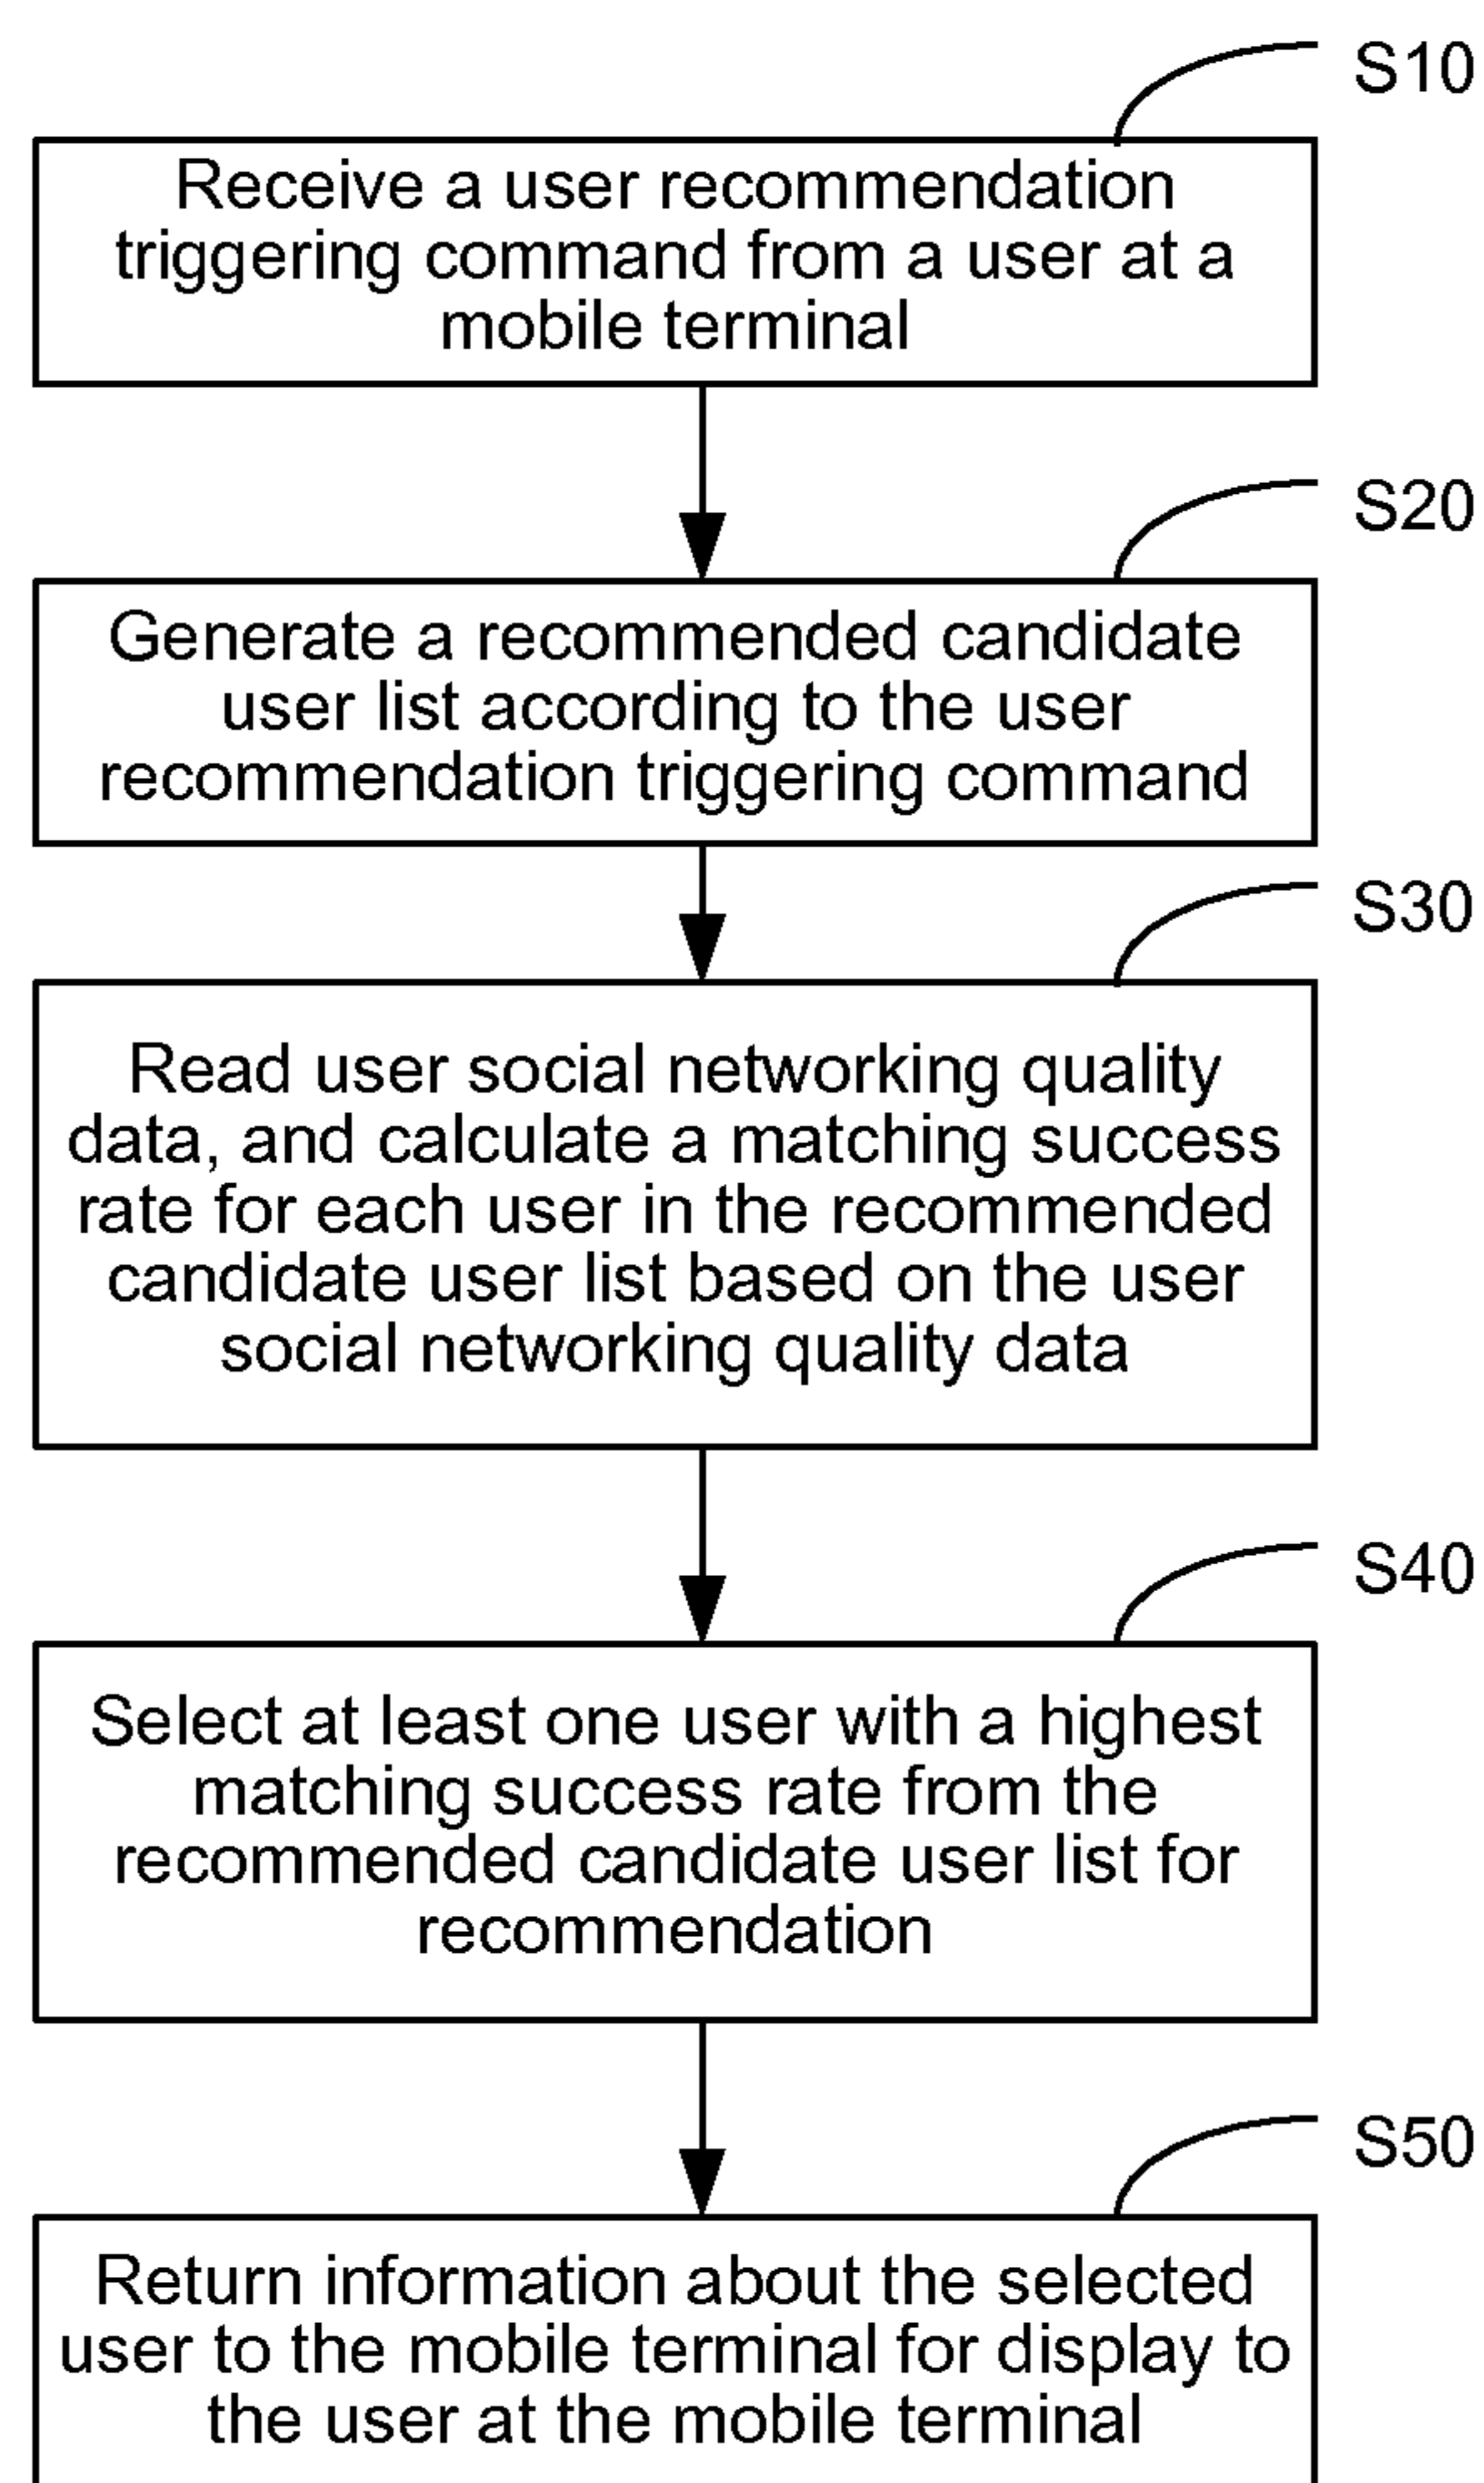 S10
Receive a user recommendation
triggering command from a user at a
mobile terminal
S20
Generate a recommended candidate
user list according to the user
recommendation triggering command
S30
Read user social networking quality
data, and calculate a matching success
rate for each user in the recommended
candidate user list based on the user
social networking quality data
S40
Select at least one user with a highest
matching success rate from the
recommended candidate user list for
recommendation
S50
Return information about the selected
user to the mobile terminal for display to
the user at the mobile terminal